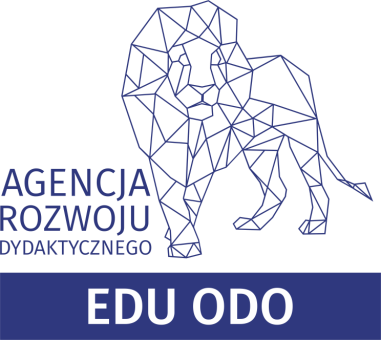 AGENCJA
ROZWOJU
DYDAKTYCZNEGO
EDU ODO